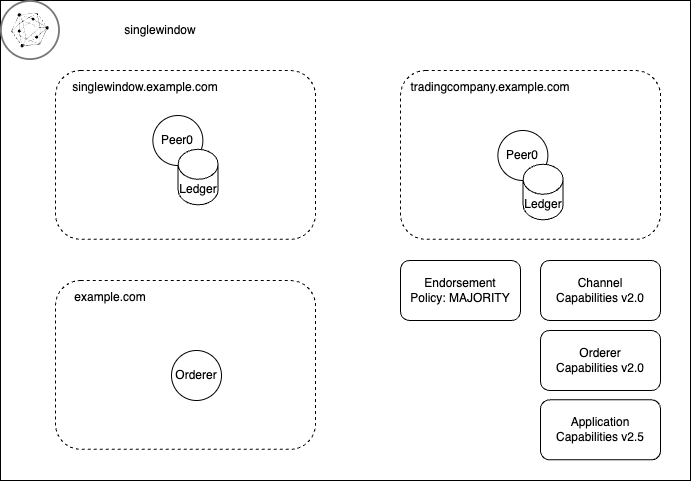 singlewindow
singlewindow.example.com
Peer0
Ledger
tradingcompany.example.com
Peer0
Ledger
example.com
Orderer
Endorsement
Policy: MAJORITY
Channel
Capabilities v2.0
Orderer
Capabilities v2.0
Application
Capabilities v2.5